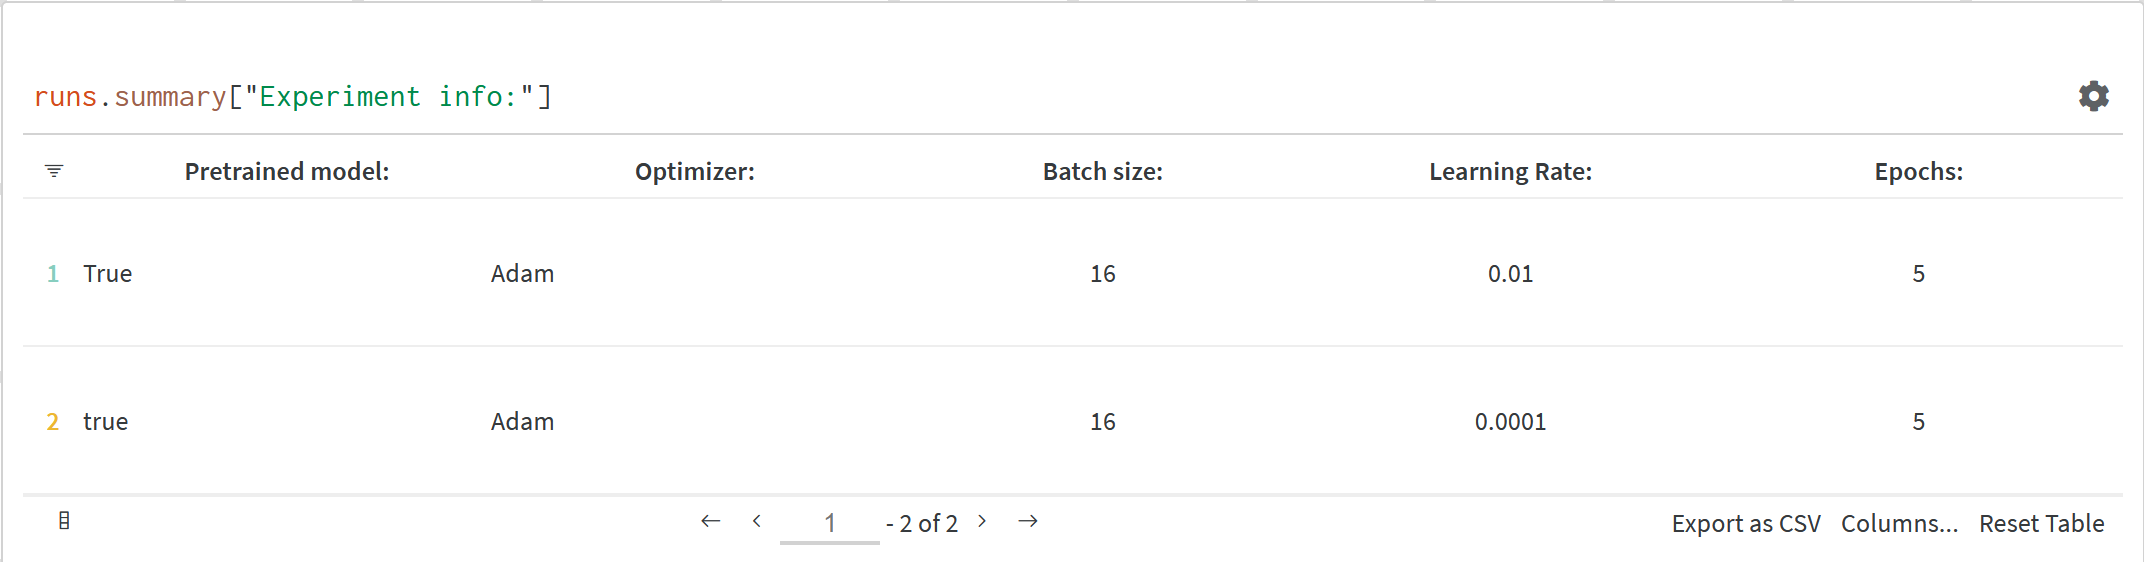 runs.summary["Experiment info:"]
Pretrained model: Optimizer: Batch size: Learning Rate: Epochs:
1 True Adam 16 0.01 5
2 true Adam 16 0.0001 5
1 - 2 of 2 Export as CSV Columns... Reset Table